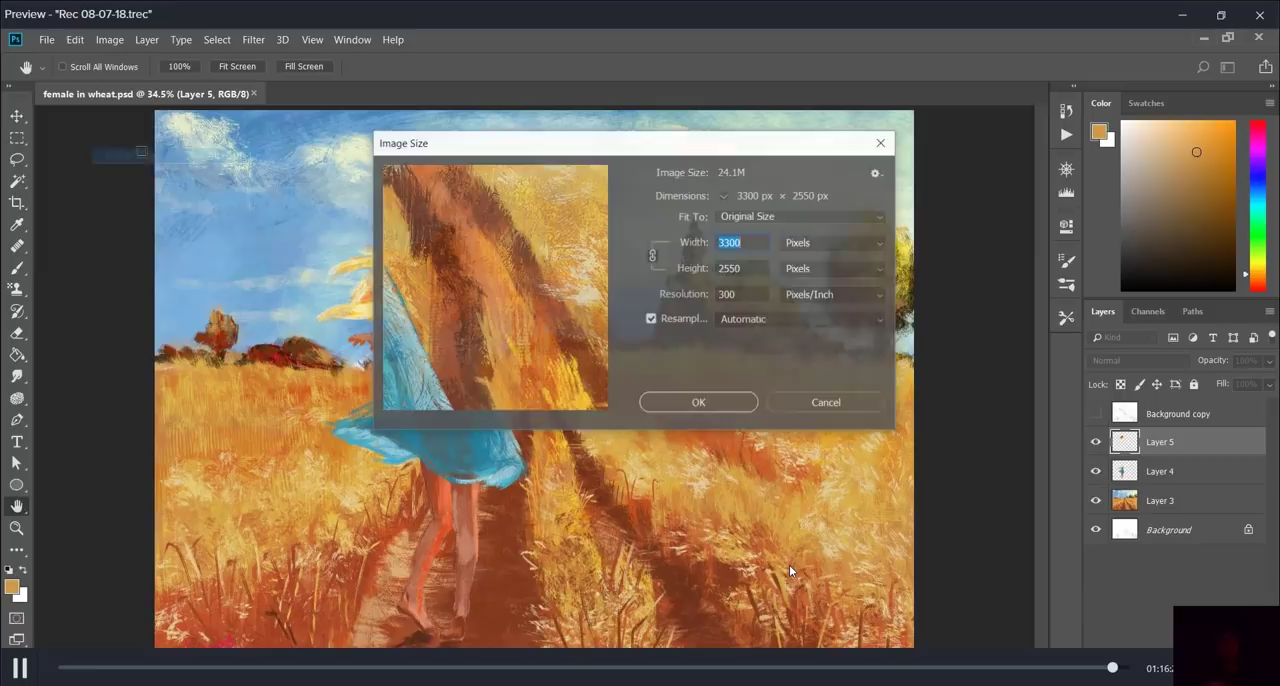 Preview - "Rec 08-07-18.trec"
Ps File Edit Image Layer Type Select Filter 3D View Window Help
Scroll All Windows 100% Fit Screen Fill Screen
female in wheat.psd @ 34.5% (Layer 5, RGB/8)
Color Swatches
Image Size
Image Size: 24.1M
Dimensions: 3300 px × 2550 px
Fit To: Original Size
Width: 3300 Pixels
Height: 2550 Pixels
Resolution: 300 Pixels/Inch
Resampl... Automatic
OK Cancel
Layers Channels Paths
Kind
Normal Opacity: 100%
Lock: Fill: 100%
Background copy
Layer 5
Layer 4
Layer 3
Background